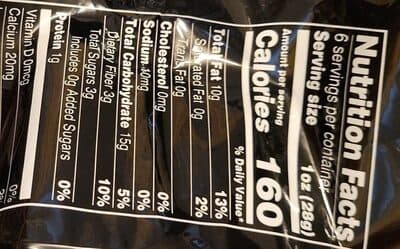 Nutrition Facts
6 servings per container
Serving size 1oz (28g)
Amount per serving
Calories 160
% Daily Value*
Total Fat 10g 13%
Saturated Fat 0g 2%
Trans Fat 0g
Cholesterol 0mg 0%
Sodium 0%
Total Carbohydrate 15g 5%
Dietary Fiber 3g 10%
Total Sugars 3g
Includes 0g Added Sugars 0%
Protein 1g 0%
Vitamin D 0mcg 0%
Calcium 20mg